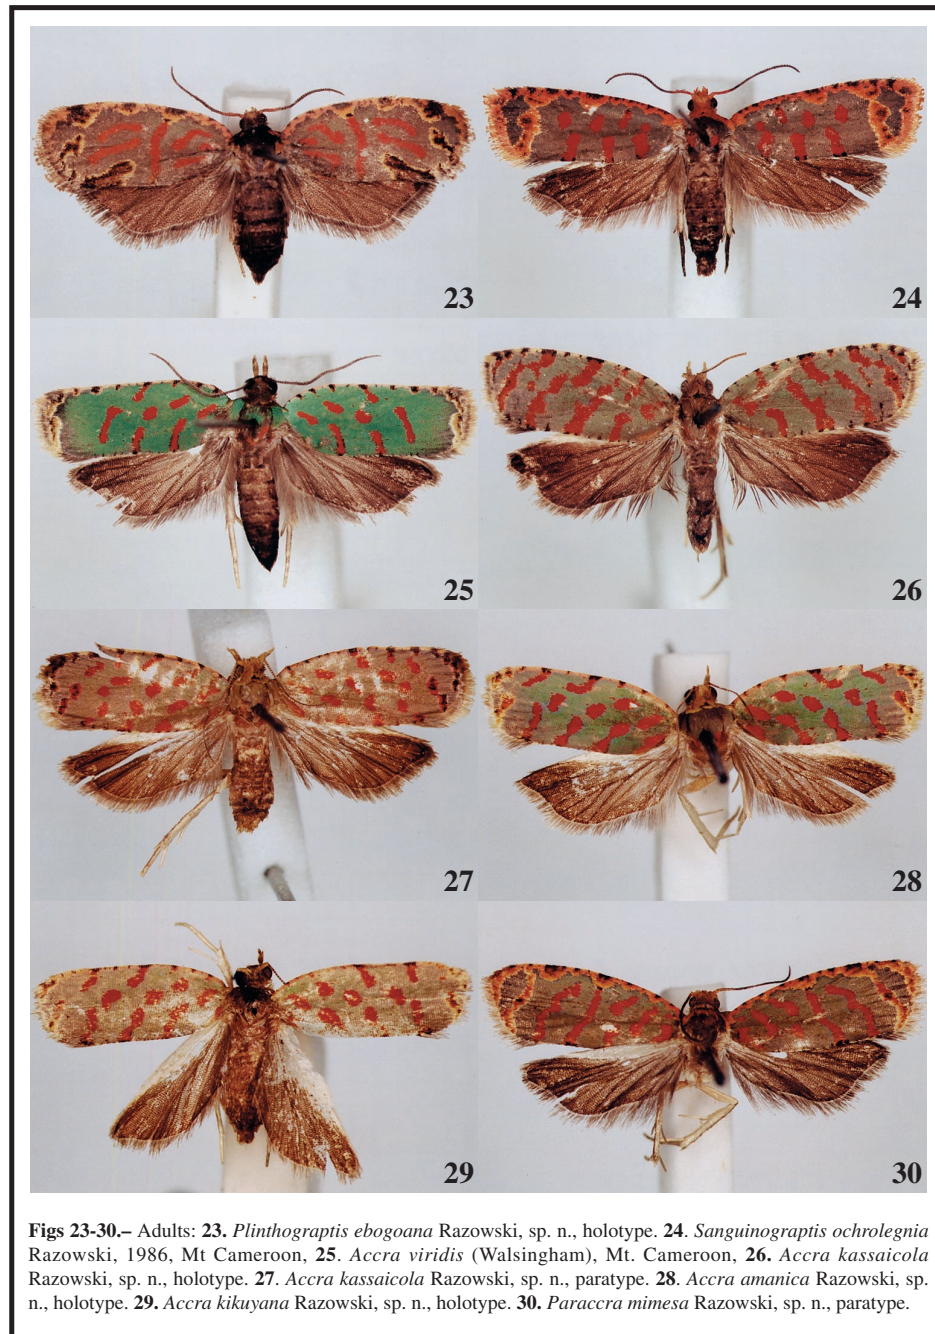 23
24
25
26
27
28
29
30
Figs 23-30.– Adults: 23. Plinthograptis ebogoana Razowski, sp. n., holotype. 24. Sanguinograptis ochrolegnia
Razowski, 1986, Mt Cameroon, 25. Accra viridis (Walsingham), Mt. Cameroon, 26. Accra kassaicola
Razowski, sp. n., holotype. 27. Accra kassaicola Razowski, sp. n., paratype. 28. Accra amanica Razowski, sp.
n., holotype. 29. Accra kikuyana Razowski, sp. n., holotype. 30. Paraccra mimesa Razowski, sp. n., paratype.